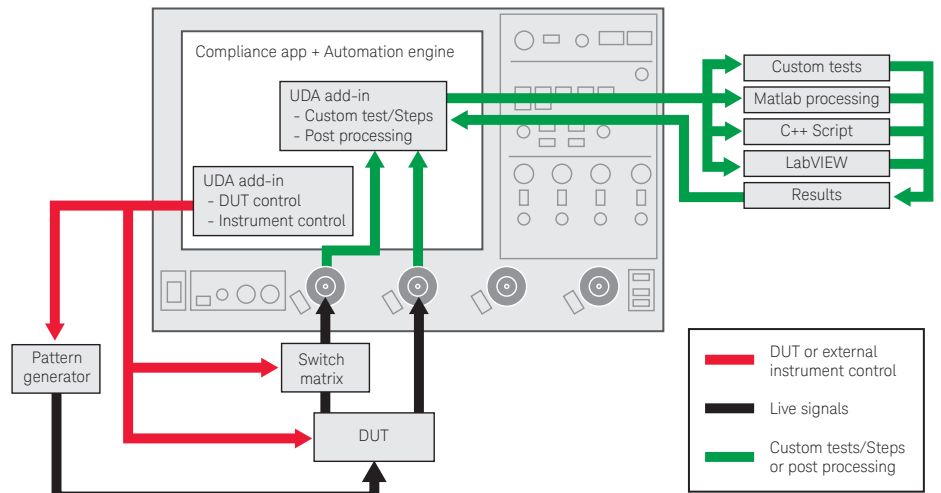 Compliance app + Automation engine
UDA add-in
- Custom test/Steps
- Post processing
UDA add-in
- DUT control
- Instrument control
Custom tests
Matlab processing
C++ Script
LabVIEW
Results
Pattern
generator
Switch
matrix
DUT
DUT or external
instrument control
Live signals
Custom tests/Steps
or post processing